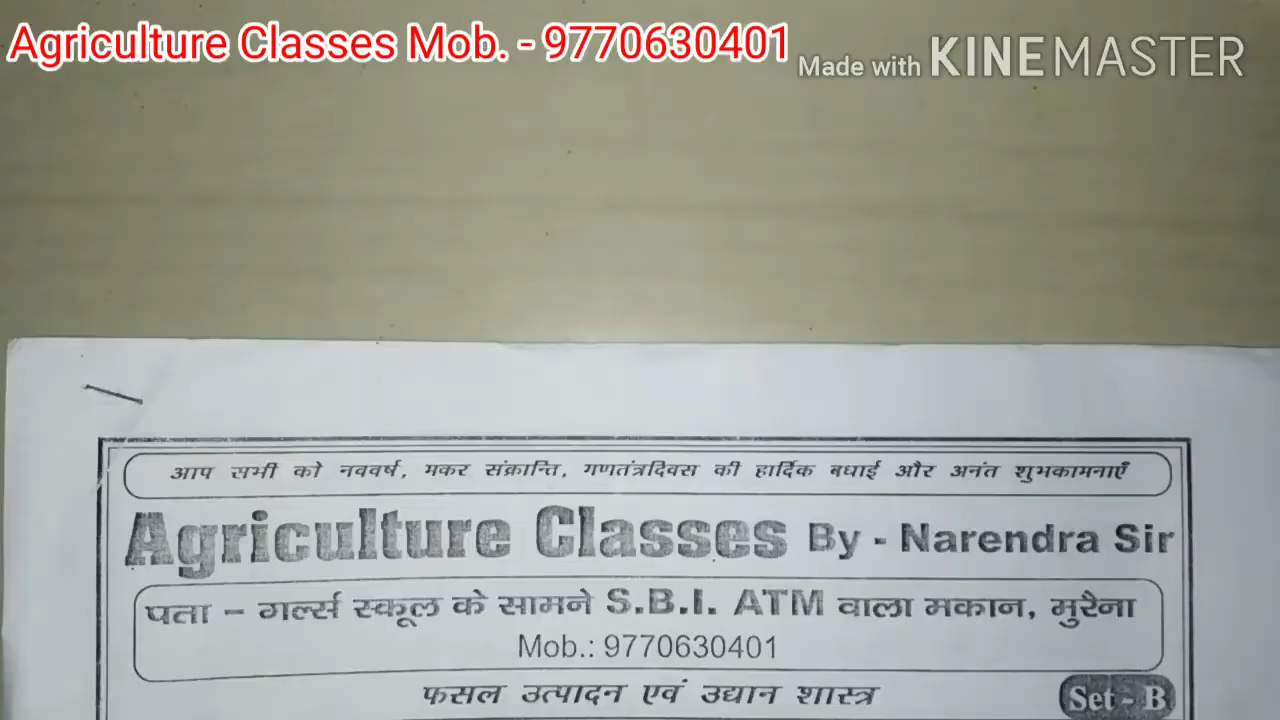 Agriculture Classes Mob. - 9770630401
Made with KINEMASTER
आप सभी को नववर्ष, मकर संक्रान्ति, गणतंत्रदिवस की हार्दिक बधाई और अनंत शुभकामनाएँ
Agriculture Classes By - Narendra Sir
पता – गर्ल्स स्कूल के सामने S.B.I. ATM वाला मकान, मुरैना
Mob.: 9770630401
फसल उत्पादन एवं उद्यान शास्त्र Set - B